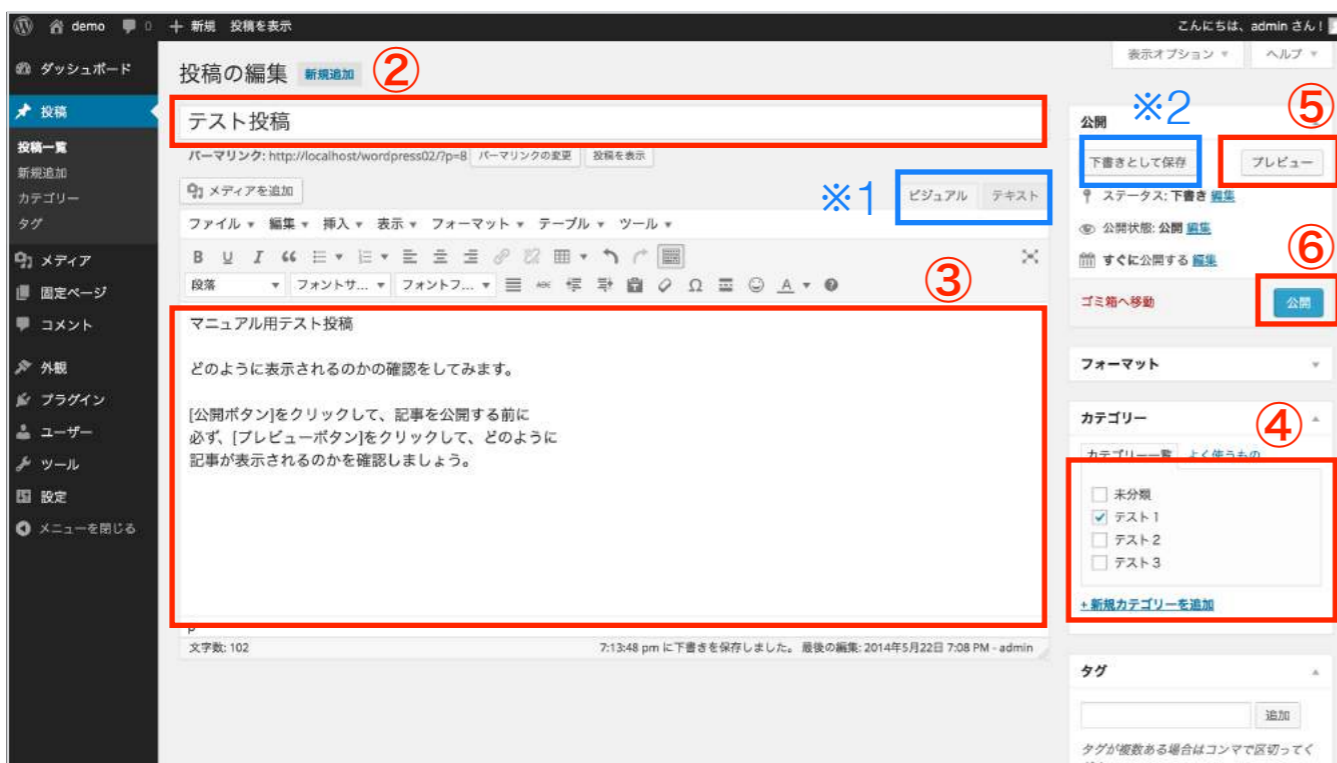 demo 0 + 新規 投稿を表示 こんにちは、admin さん!
表示オプション ヘルプ
ダッシュボード
投稿
投稿一覧
新規追加
カテゴリー
タグ
メディア
固定ページ
コメント
外観
プラグイン
ユーザー
ツール
設定
メニューを閉じる
投稿の編集 新規追加 ②
テスト投稿
パーマリンク: http://localhost/wordpress02/?p=8 パーマリンクの変更 投稿を表示
メディアを追加 ※1 ビジュアル テキスト
ファイル 編集 挿入 表示 フォーマット テーブル ツール
B U I
段落 フォントサ... フォントフ... ABC Ω A ③
マニュアル用テスト投稿
どのように表示されるのかの確認をしてみます。
[公開ボタン]をクリックして、記事を公開する前に
必ず、[プレビューボタン]をクリックして、どのように
記事が表示されるのかを確認しましょう。
p
文字数: 102 7:13:48 pm に下書きを保存しました。 最後の編集: 2014年5月22日 7:08 PM - admin
公開 ※2 ⑤
下書きとして保存 プレビュー
ステータス: 下書き 編集
公開状態: 公開 編集
すぐに公開する 編集 ⑥
ゴミ箱へ移動 公開
フォーマット
カテゴリー ④
カテゴリー一覧 よく使うもの
未分類
テスト1
テスト2
テスト3
+ 新規カテゴリーを追加
タグ
追加
タグが複数ある場合はコンマで区切ってく